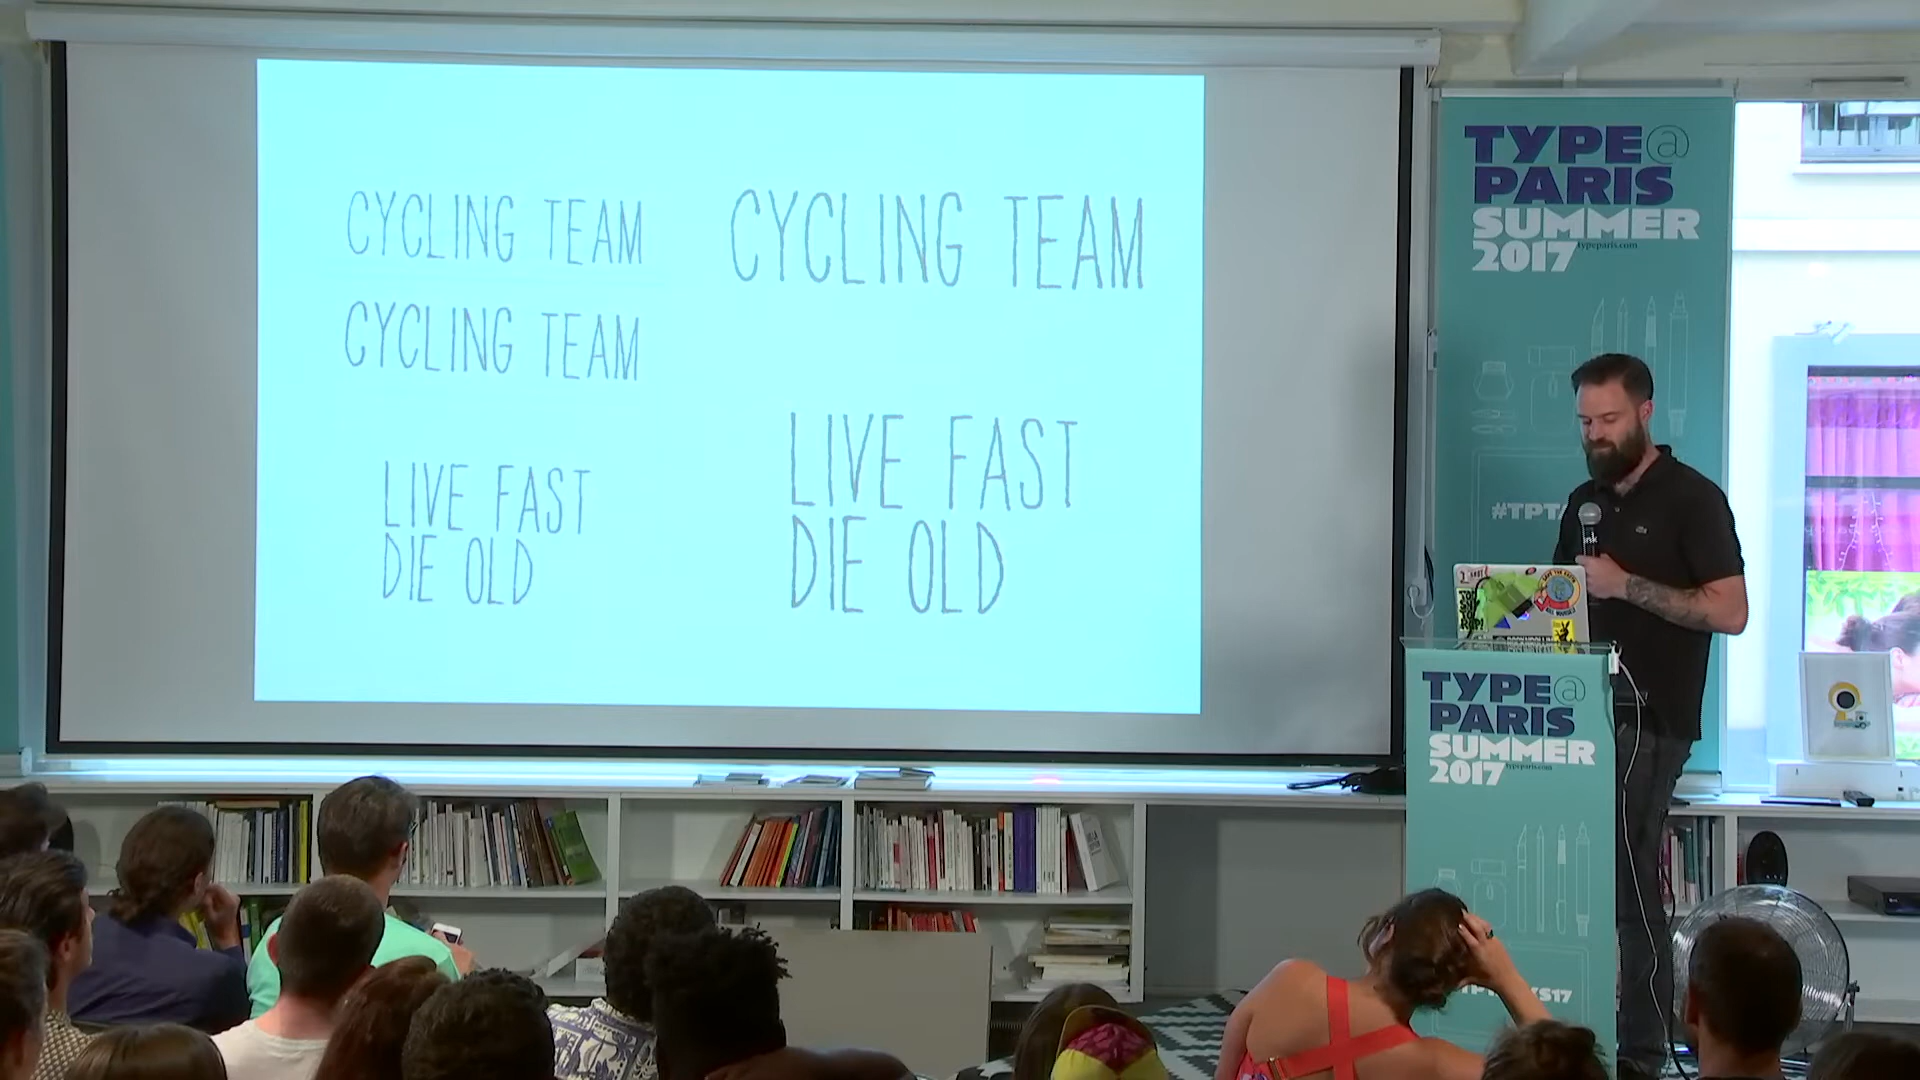 CYCLING TEAM
CYCLING TEAM
LIVE FAST
DIE OLD
CYCLING TEAM
LIVE FAST
DIE OLD
TYPE@
PARIS
SUMMER
2017
typeparis.com
TYPE@
PARIS
SUMMER
2017
typeparis.com